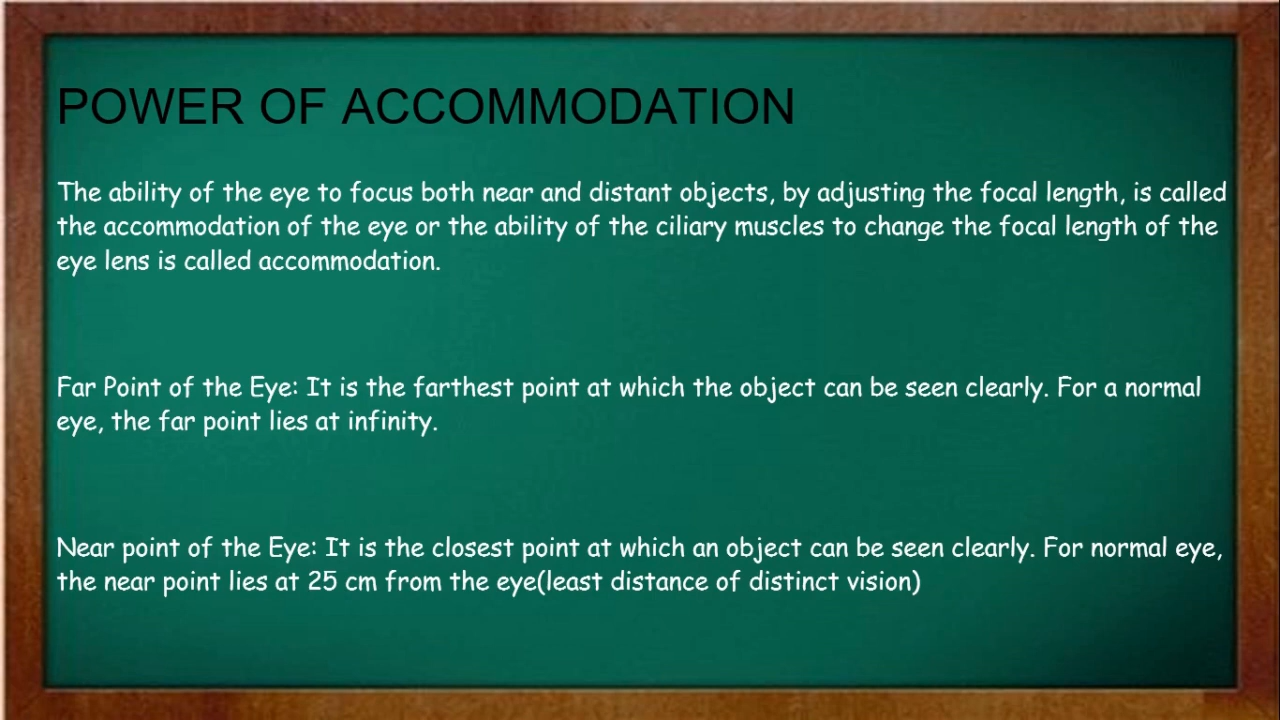 POWER OF ACCOMMODATION
The ability of the eye to focus both near and distant objects, by adjusting the focal length, is called
the accommodation of the eye or the ability of the ciliary muscles to change the focal length of the
eye lens is called accommodation.
Far Point of the Eye: It is the farthest point at which the object can be seen clearly. For a normal
eye, the far point lies at infinity.
Near point of the Eye: It is the closest point at which an object can be seen clearly. For normal eye,
the near point lies at 25 cm from the eye(least distance of distinct vision)